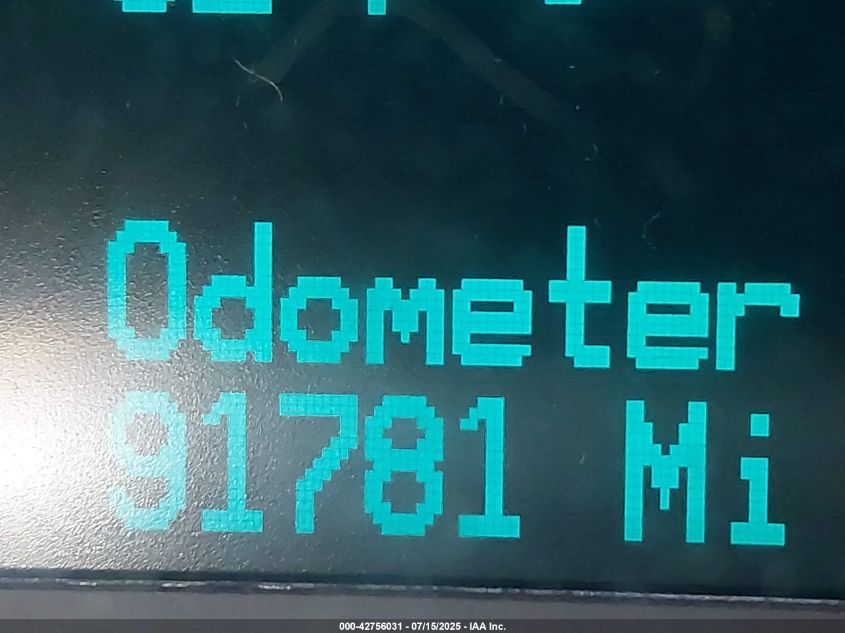 Odometer
91781 Mi
000-42756031 - 07/15/2025 - IAA Inc.